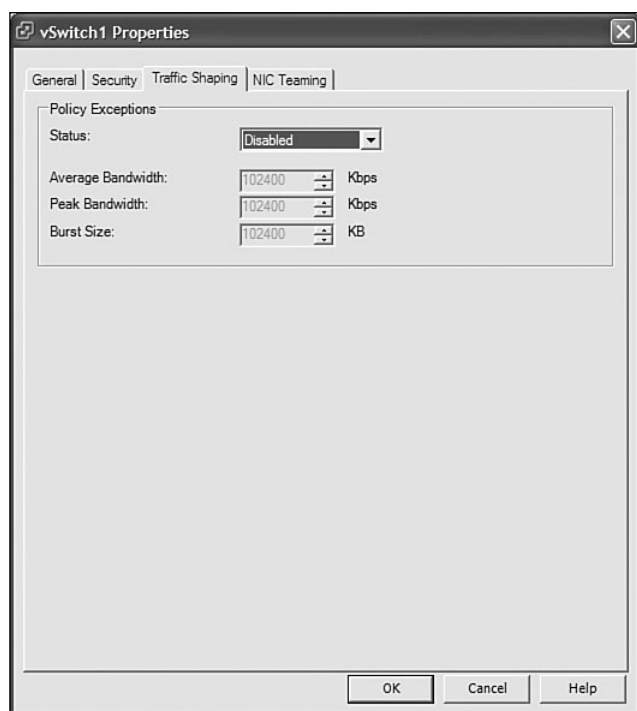 vSwitch1 Properties
General Security Traffic Shaping NIC Teaming
Policy Exceptions
Status: Disabled
Average Bandwidth: 102400 Kbps
Peak Bandwidth: 102400 Kbps
Burst Size: 102400 KB
OK Cancel Help